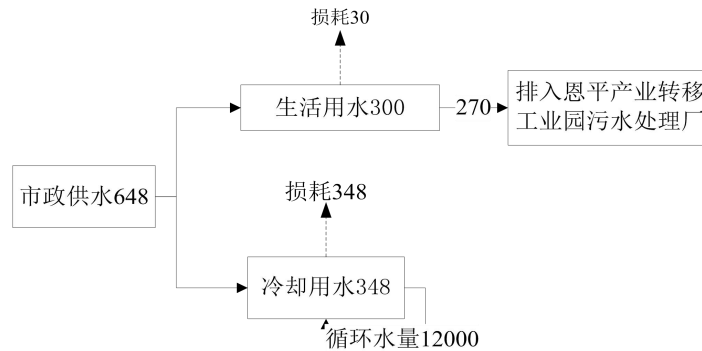 损耗30
生活用水300
270
排入恩平产业转移
工业园污水处理厂
市政供水648
损耗348
冷却用水348
循环水量12000